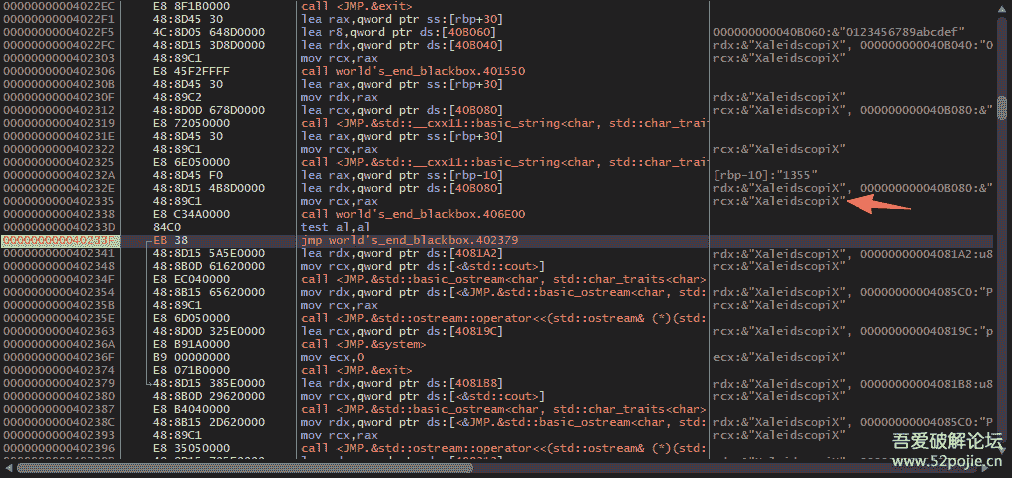 00000000004022EC E8 8F1B0000 call <JMP.&exit>
00000000004022F1 48:8D45 30 lea rax,qword ptr ss:[rbp+30]
00000000004022F5 4C:8D05 648D0000 lea r8,qword ptr ds:[40B060] 000000000040B060:&"0123456789abcdef"
00000000004022FC 48:8D15 3D8D0000 lea rdx,qword ptr ds:[40B040] rdx:&"XaleidscopiX", 000000000040B040:"0
0000000000402303 48:89C1 mov rcx,rax rcx:&"XaleidscopiX"
0000000000402306 E8 45F2FFFF call world's_end_blackbox.401550
000000000040230B 48:8D45 30 lea rax,qword ptr ss:[rbp+30]
000000000040230F 48:89C2 mov rdx,rax rdx:&"XaleidscopiX"
0000000000402312 48:8D0D 678D0000 lea rcx,qword ptr ds:[40B080] rcx:&"XaleidscopiX", 000000000040B080:&"
0000000000402319 E8 72050000 call <JMP.&std::__cxx11::basic_string<char, std::char_trait
000000000040231E 48:8D45 30 lea rax,qword ptr ss:[rbp+30]
0000000000402322 48:89C1 mov rcx,rax rcx:&"XaleidscopiX"
0000000000402325 E8 6E050000 call <JMP.&std::__cxx11::basic_string<char, std::char_trait
000000000040232A 48:8D45 F0 lea rax,qword ptr ss:[rbp-10] [rbp-10]:"1355"
000000000040232E 48:8D15 4B8D0000 lea rdx,qword ptr ds:[40B080] rdx:&"XaleidscopiX", 000000000040B080:&"
0000000000402335 48:89C1 mov rcx,rax rcx:&"XaleidscopiX"
0000000000402338 E8 C34A0000 call world's_end_blackbox.406E00
000000000040233D 84C0 test al,al
000000000040233F EB 38 jmp world's_end_blackbox.402379
0000000000402341 48:8D15 5A5E0000 lea rdx,qword ptr ds:[4081A2] rdx:&"XaleidscopiX", 00000000004081A2:u8
0000000000402348 48:8B0D 61620000 mov rcx,qword ptr ds:[<&std::cout>] rcx:&"XaleidscopiX"
000000000040234F E8 EC040000 call <JMP.&std::basic_ostream<char, std::char_traits<char>
0000000000402354 48:8B15 65620000 mov rdx,qword ptr ds:[<&JMP.&std::basic_ostream<char, std: rdx:&"XaleidscopiX", 00000000004085C0:"P
000000000040235B 48:89C1 mov rcx,rax rcx:&"XaleidscopiX"
000000000040235E E8 6D050000 call <JMP.&std::ostream::operator<<(std::ostream& (*)(std:
0000000000402363 48:8D0D 325E0000 lea rcx,qword ptr ds:[40819C] rcx:&"XaleidscopiX", 000000000040819C:"p
000000000040236A E8 B91A0000 call <JMP.&system>
000000000040236F B9 00000000 mov ecx,0 ecx:&"XaleidscopiX"
0000000000402374 E8 071B0000 call <JMP.&exit>
0000000000402379 48:8D15 385E0000 lea rdx,qword ptr ds:[4081B8] rdx:&"XaleidscopiX", 00000000004081B8:u8
0000000000402380 48:8B0D 29620000 mov rcx,qword ptr ds:[<&std::cout>] rcx:&"XaleidscopiX"
0000000000402387 E8 B4040000 call <JMP.&std::basic_ostream<char, std::char_traits<char>
000000000040238C 48:8B15 2D620000 mov rdx,qword ptr ds:[<&JMP.&std::basic_ostream<char, std: rdx:&"XaleidscopiX", 00000000004085C0:"P
0000000000402393 48:89C1 mov rcx,rax rcx:&"XaleidscopiX"
0000000000402396 E8 35050000 call <JMP.&std::ostream::operator<<(std::ostream& (*)(std:
吾爱破解论坛
www.52pojie.cn